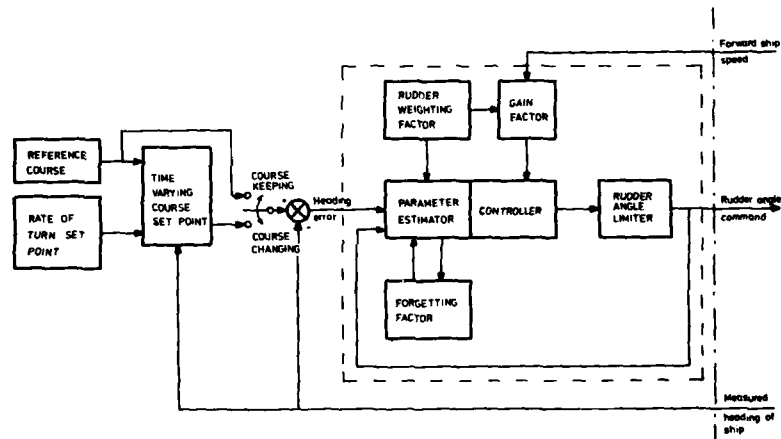 Forward ship
speed
RUDDER
WEIGHTING
FACTOR
GAIN
FACTOR
REFERENCE
COURSE
TIME
VARYING
COURSE
SET POINT
COURSE
KEEPING
RATE OF
TURN SET
POINT
COURSE
CHANGING
+
-
Heading
error
PARAMETER
ESTIMATOR
CONTROLLER
RUDDER
ANGLE
LIMITER
Rudder angle
command
FORGETTING
FACTOR
Measured
heading of
ship